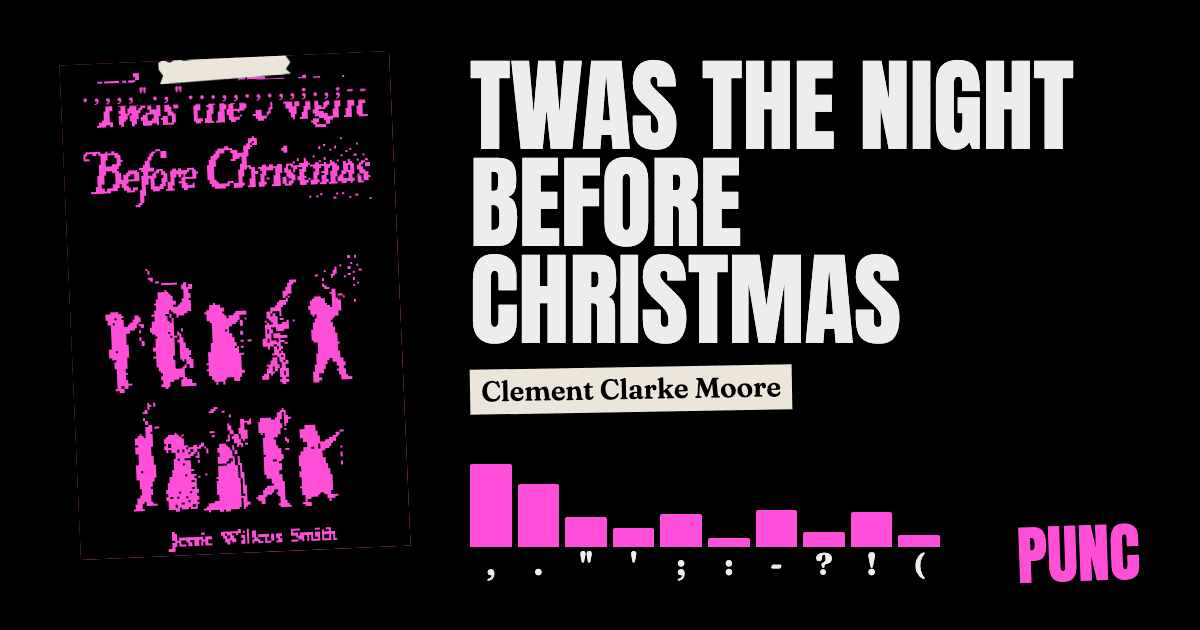 'Twas the Night
Before Christmas
Jessie Willcox Smith
TWAS THE NIGHT
BEFORE
CHRISTMAS
Clement Clarke Moore
, . " ' ; : - ? ! (
PUNC